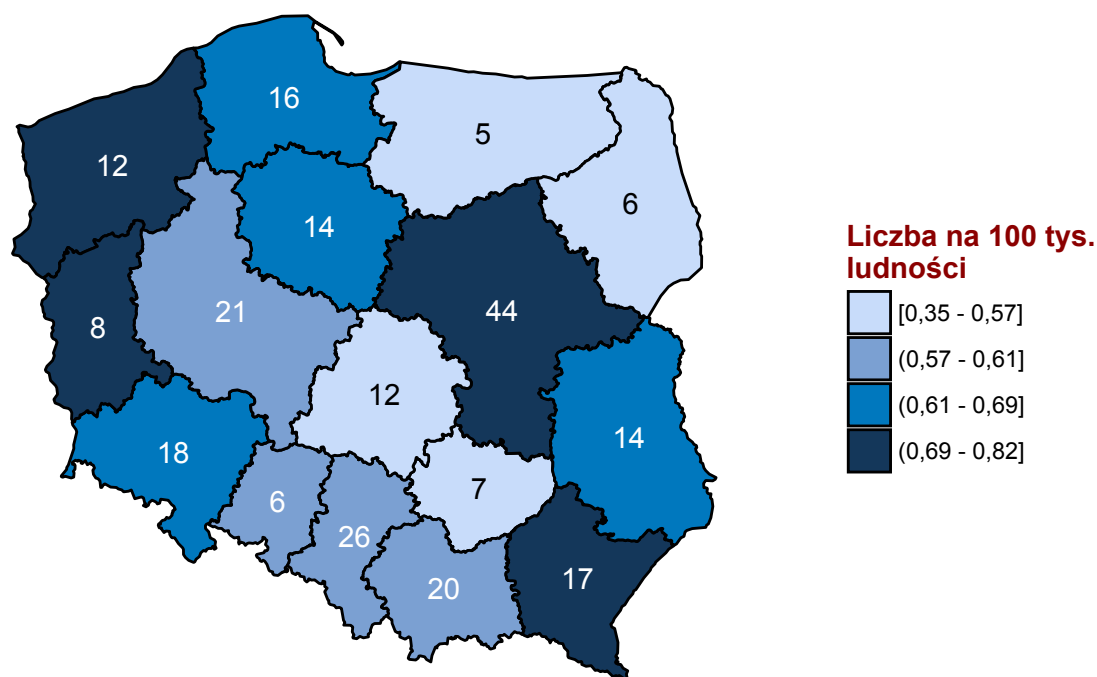 16
5
12
6
14
21
44
8
12
14
18
7
6
26
20
17
Liczba na 100 tys.
ludności
[0,35 - 0,57]
(0,57 - 0,61]
(0,61 - 0,69]
(0,69 - 0,82]